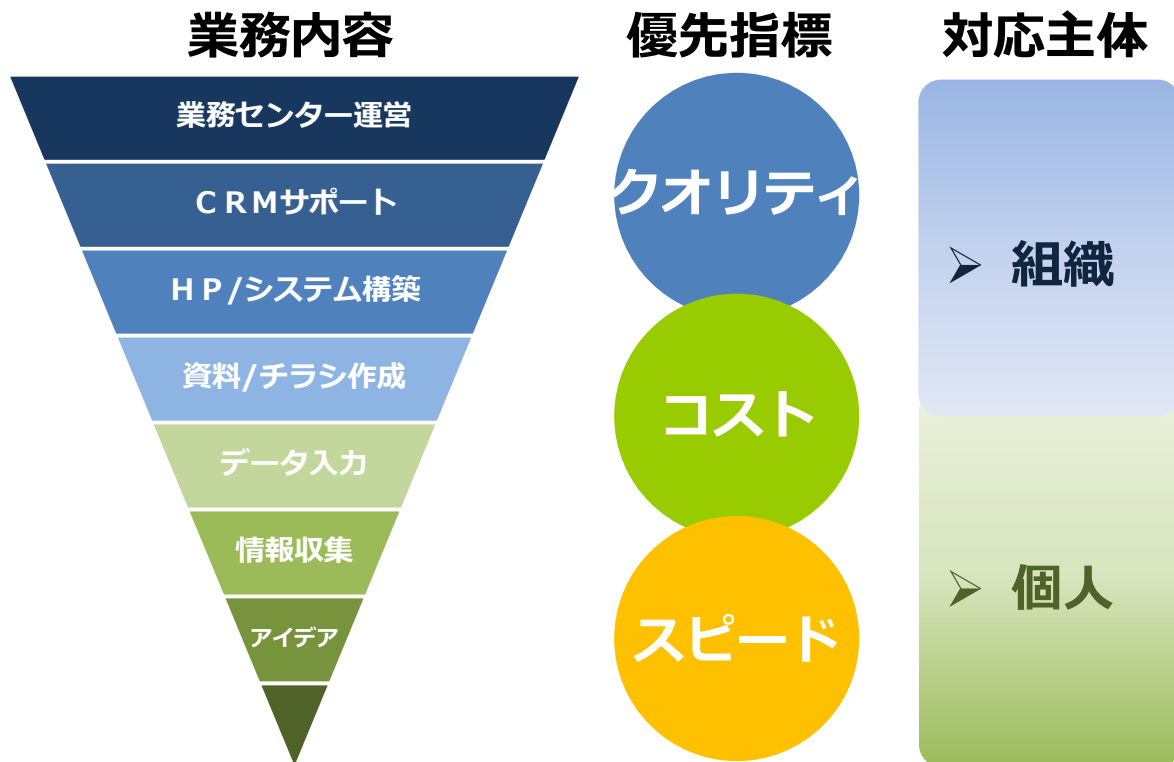 業務内容
業務センター運営
ＣＲＭサポート
ＨＰ/システム構築
資料/チラシ作成
データ入力
情報収集
アイデア
優先指標
クオリティ
コスト
スピード
対応主体
➢ 組織
➢ 個人